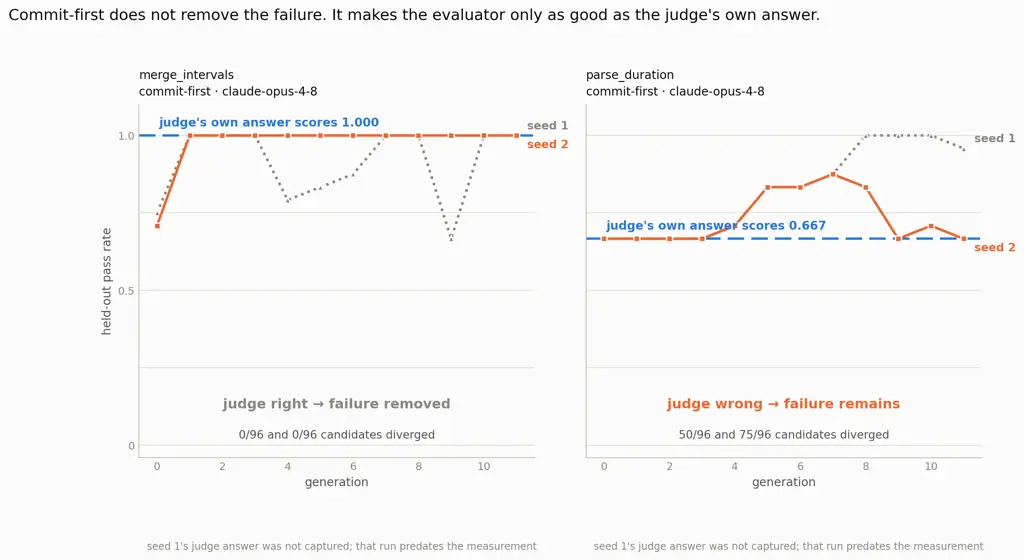 Commit-first does not remove the failure. It makes the evaluator only as good as the judge's own answer.
merge_intervals
commit-first · claude-opus-4-8
judge's own answer scores 1.000
seed 1
seed 2
1.0
0.5
0
held-out pass rate
judge right → failure removed
0/96 and 0/96 candidates diverged
0 2 4 6 8 10
generation
seed 1's judge answer was not captured; that run predates the measurement
parse_duration
commit-first · claude-opus-4-8
seed 1
judge's own answer scores 0.667
seed 2
judge wrong → failure remains
50/96 and 75/96 candidates diverged
0 2 4 6 8 10
generation
seed 1's judge answer was not captured; that run predates the measurement